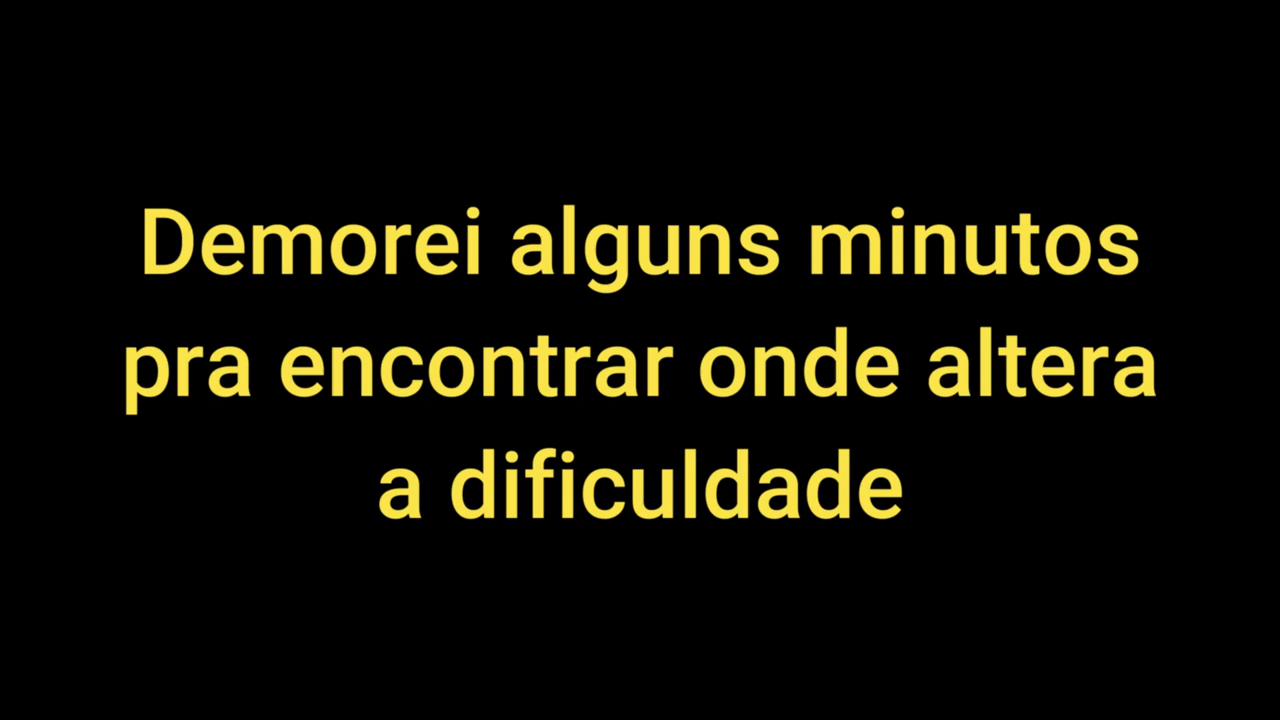 Demorei alguns minutos
pra encontrar onde altera
a dificuldade